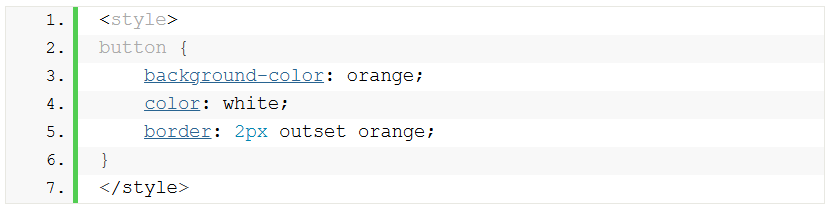 1. <style>
2. button {
3.     background-color: orange;
4.     color: white;
5.     border: 2px outset orange;
6. }
7. </style>